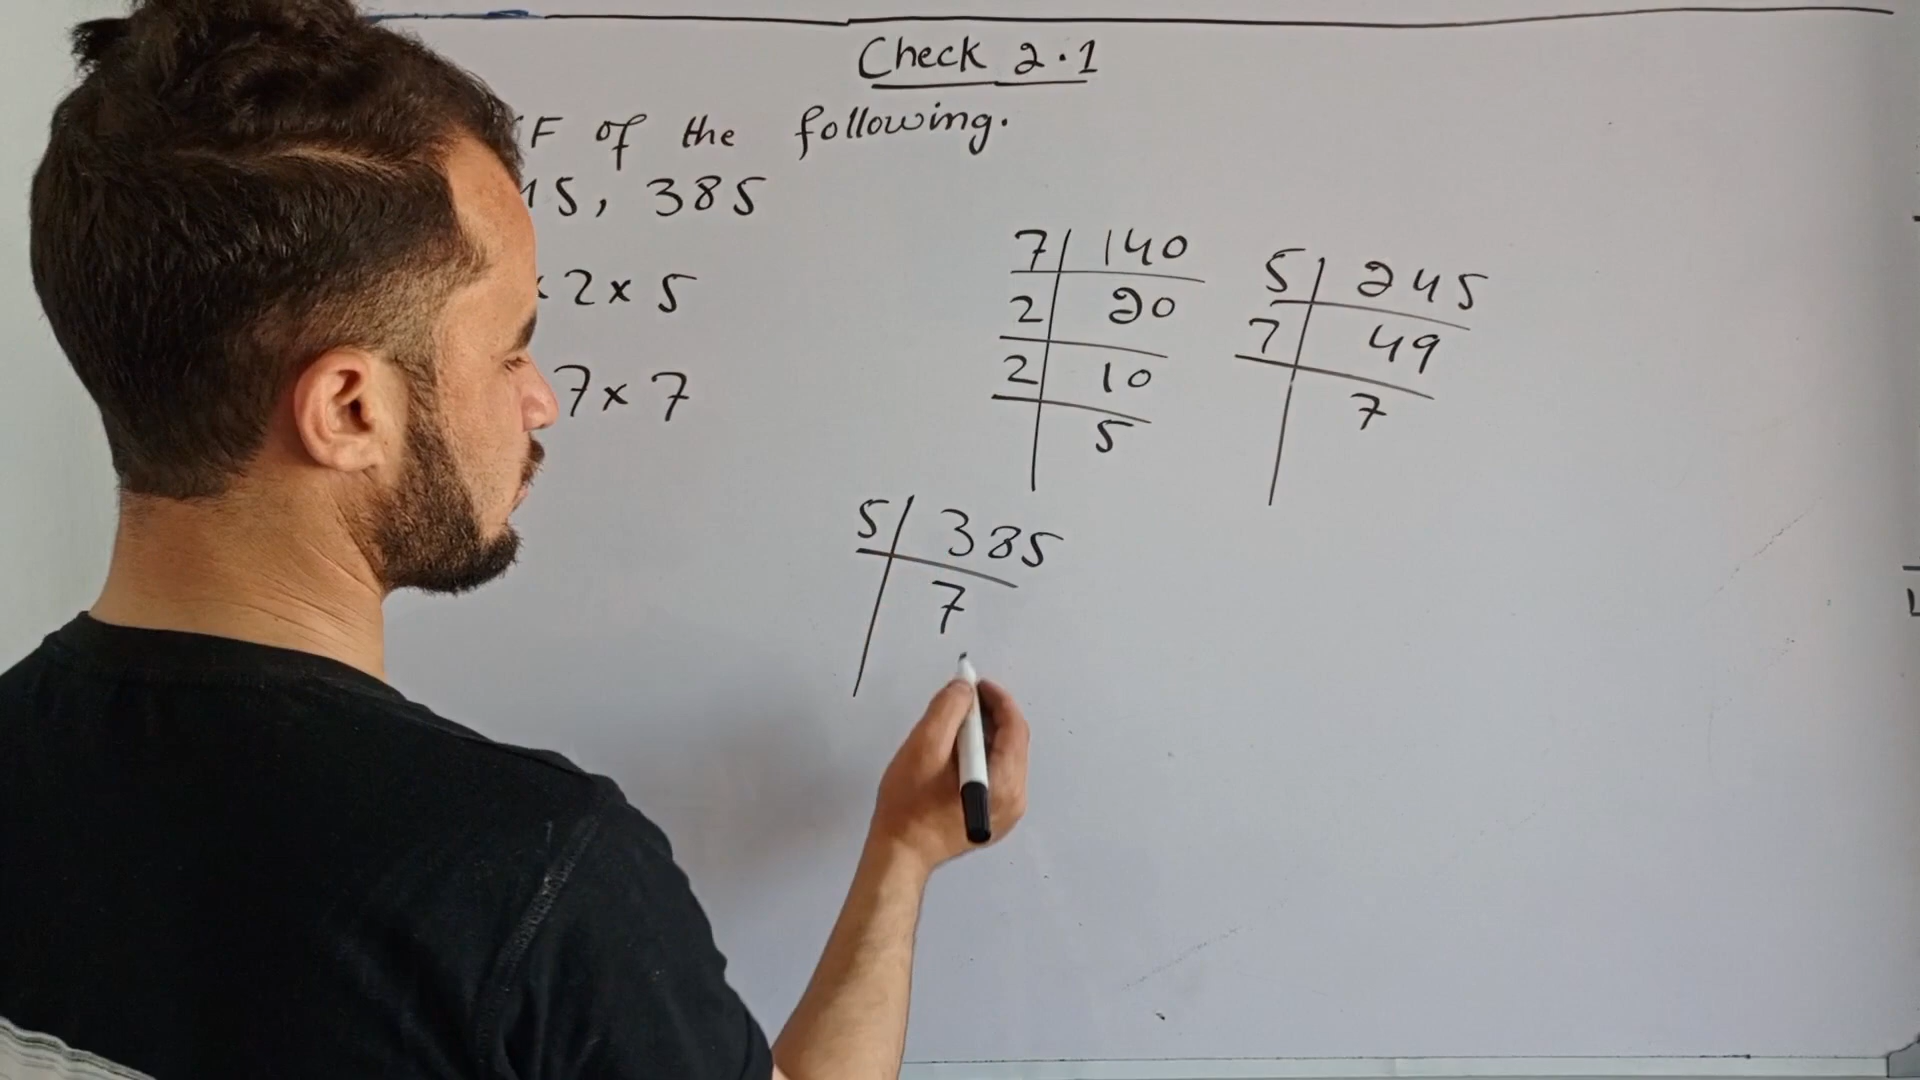 Check 2.1
F of the following.
15, 385
× 2 × 5
7 × 7
7 | 140
2 | 20
2 | 10
5
5 | 245
7 | 49
7
5 | 385
7